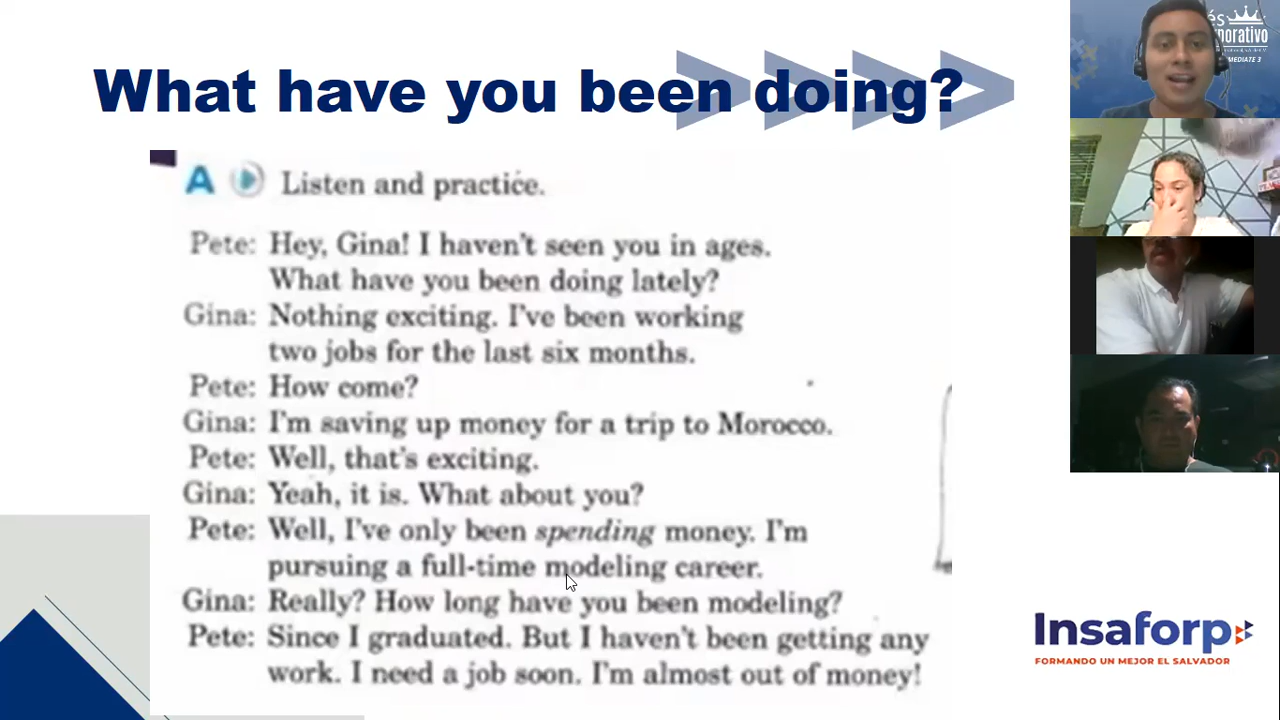 What have you been doing?
A Listen and practice.
Pete: Hey, Gina! I haven't seen you in ages.
What have you been doing lately?
Gina: Nothing exciting. I've been working
two jobs for the last six months.
Pete: How come?
Gina: I'm saving up money for a trip to Morocco.
Pete: Well, that's exciting.
Gina: Yeah, it is. What about you?
Pete: Well, I've only been spending money. I'm
pursuing a full-time modeling career.
Gina: Really? How long have you been modeling?
Pete: Since I graduated. But I haven't been getting any
work. I need a job soon. I'm almost out of money!
Insaforp
FORMANDO UN MEJOR EL SALVADOR